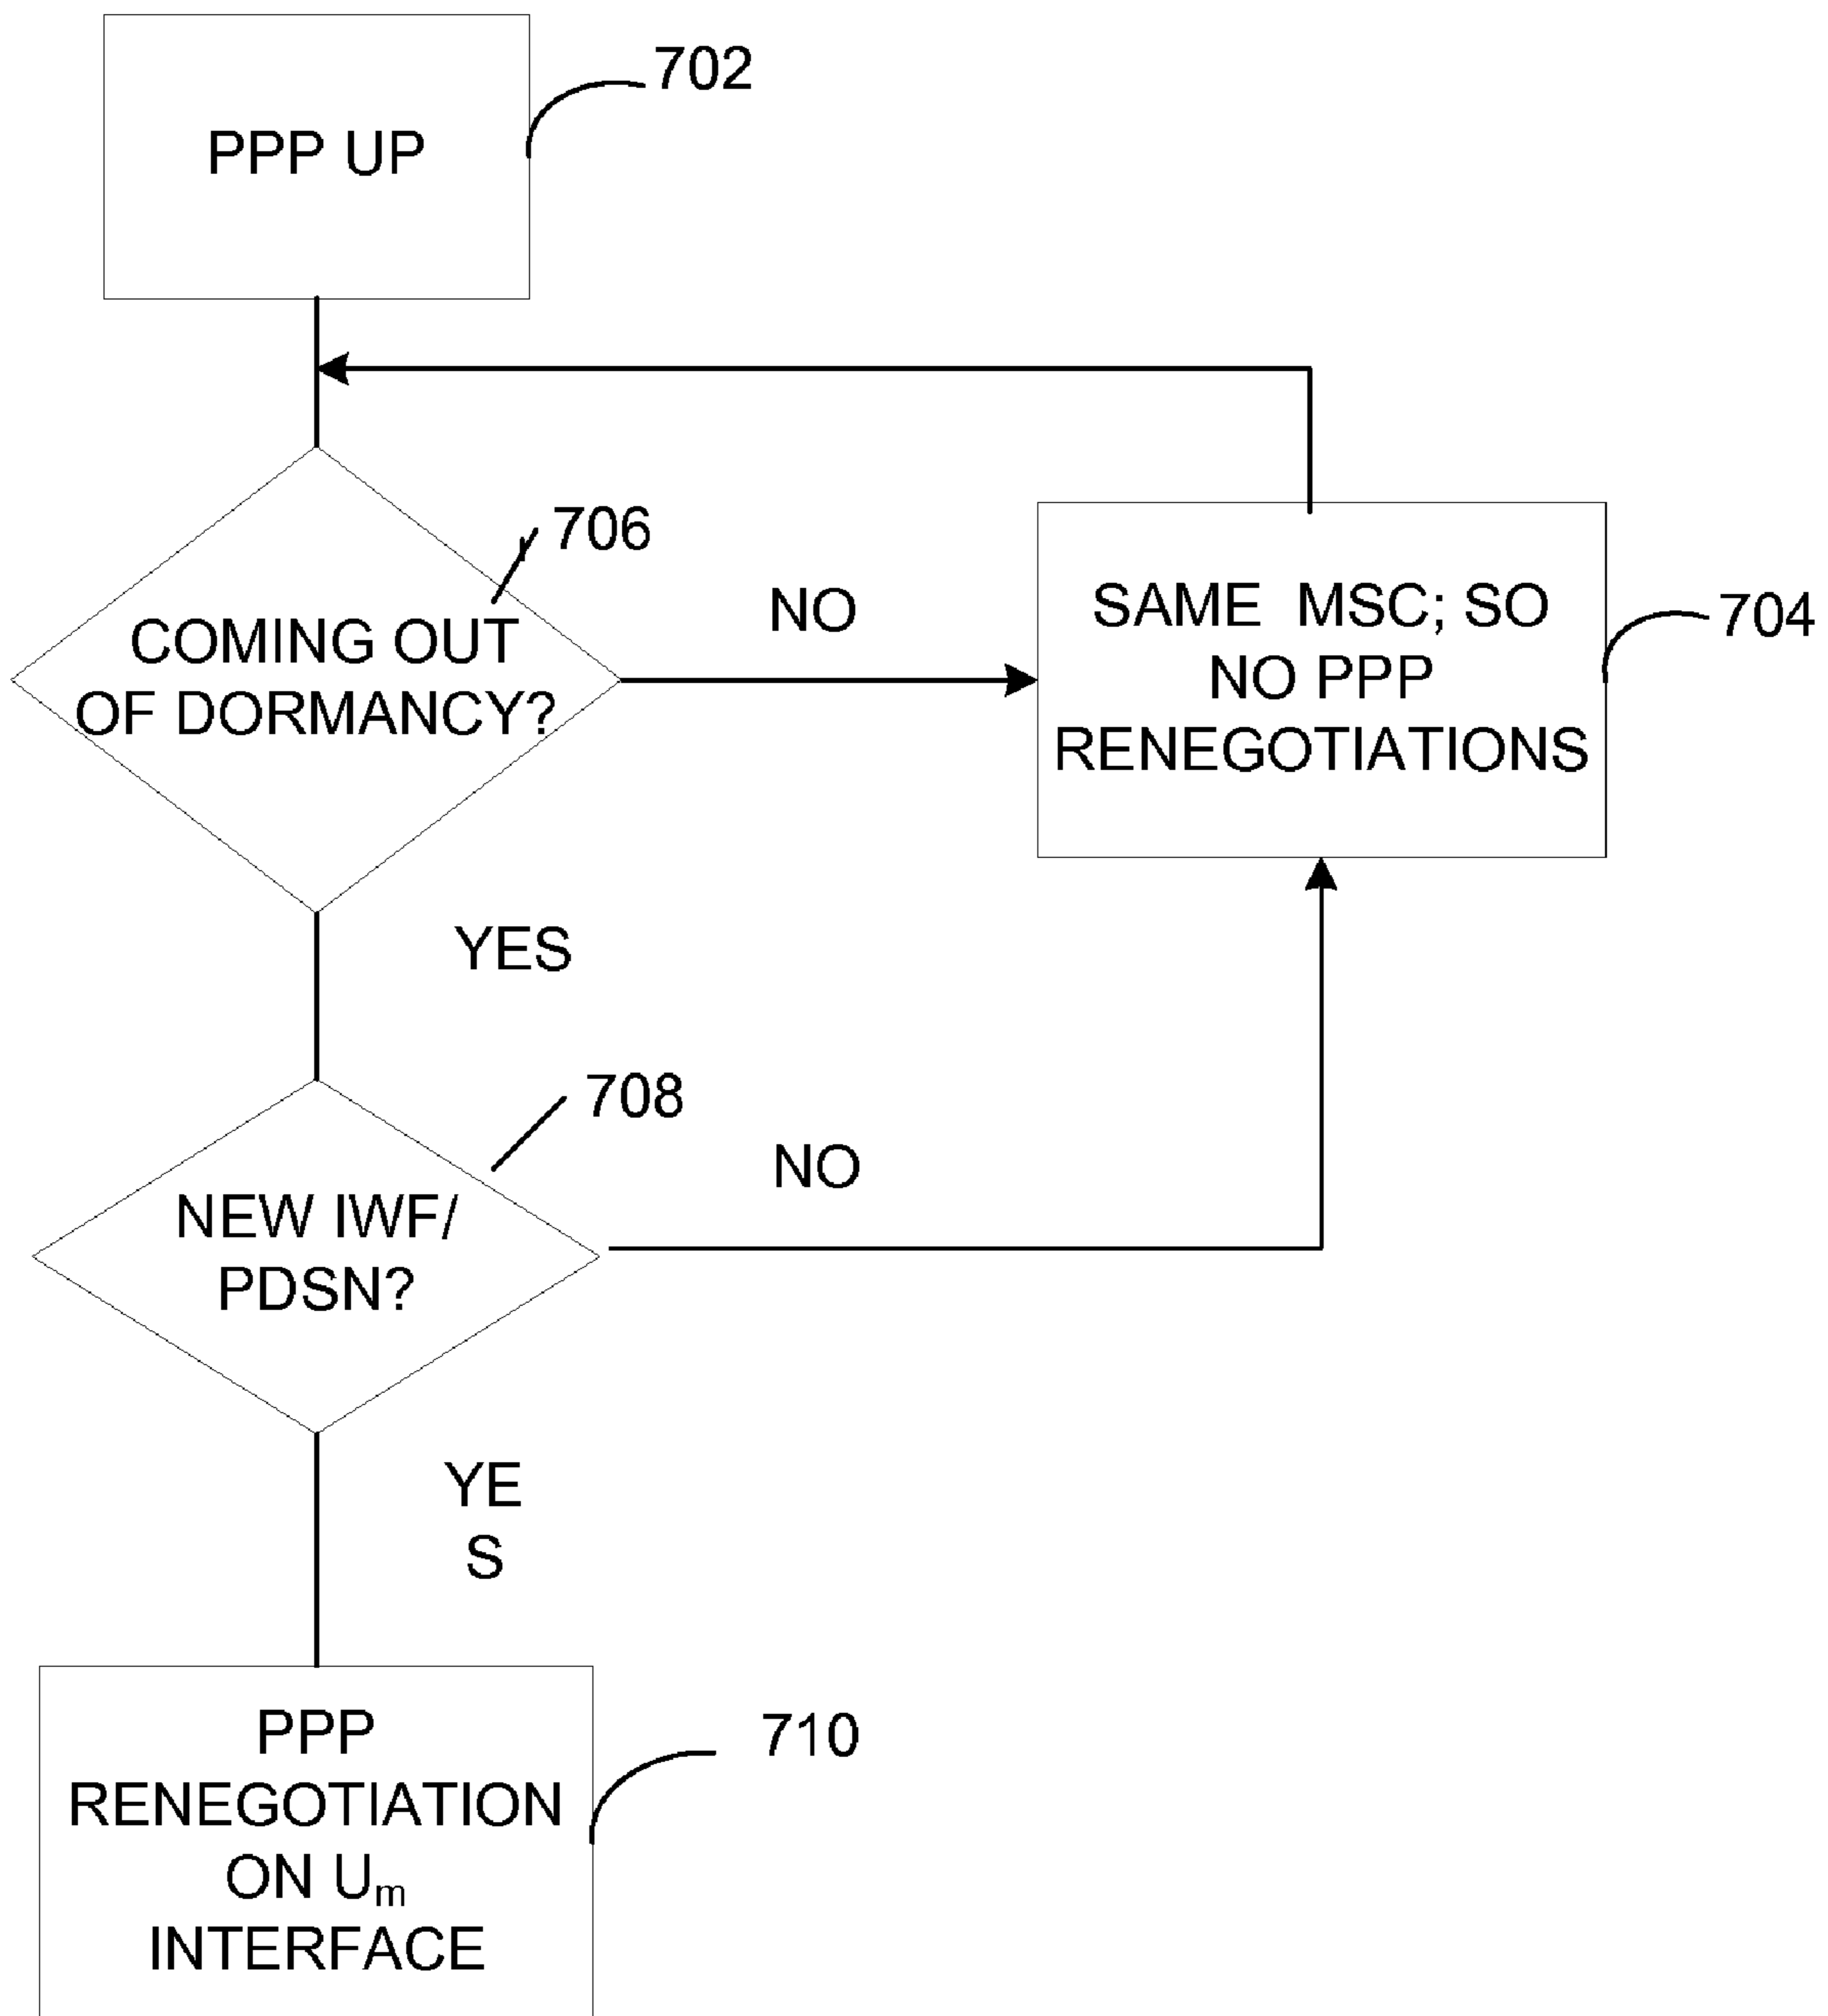 702
PPP UP
706
COMING OUT
OF DORMANCY?
NO
SAME MSC; SO
NO PPP
RENEGOTIATIONS
704
YES
708
NEW IWF/
PDSN?
NO
YE
S
710
PPP
RENEGOTIATION
ON Um
INTERFACE